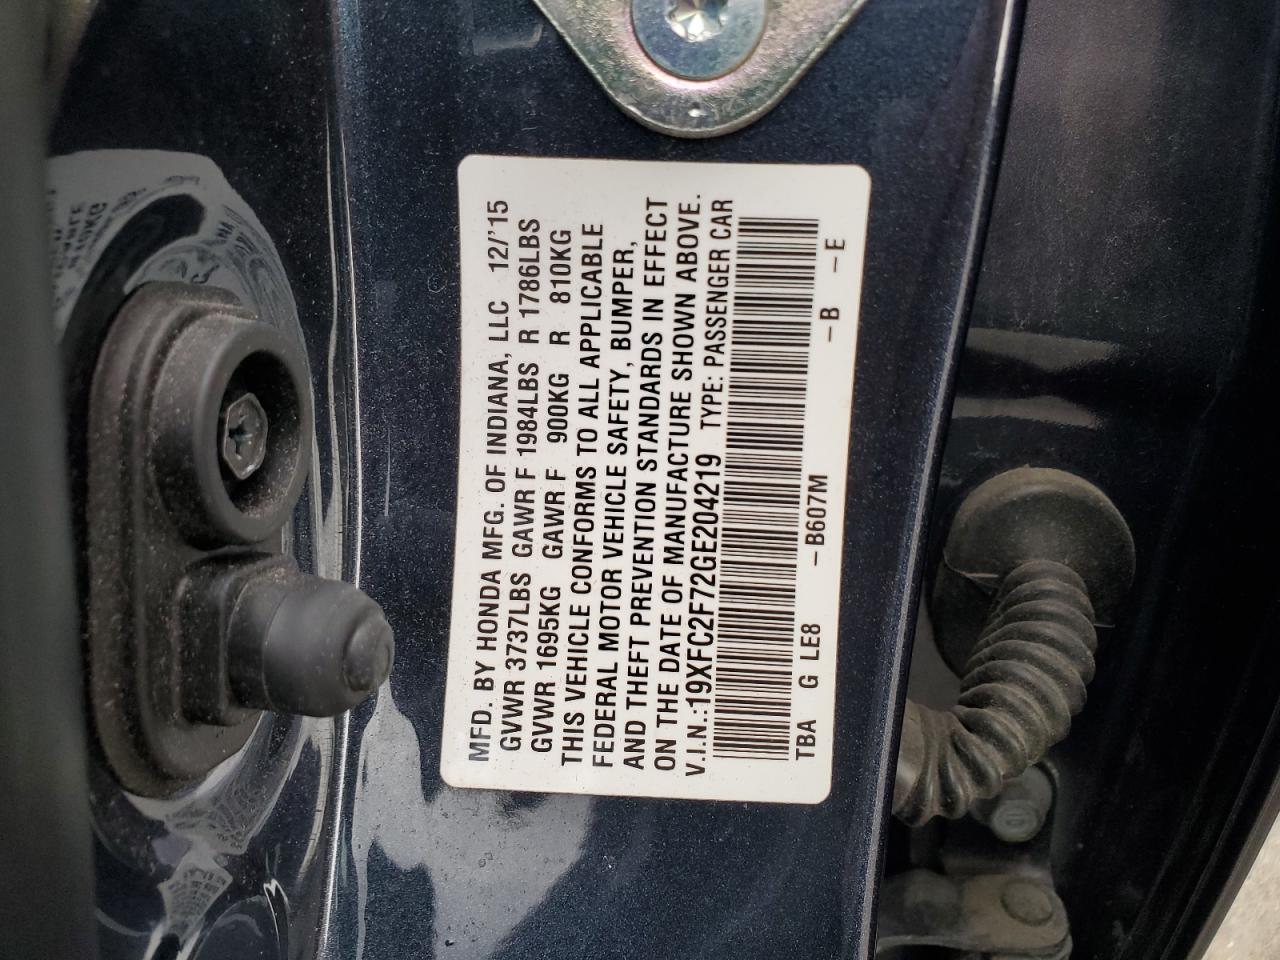 MFD. BY HONDA MFG. OF INDIANA, LLC 12/'15
GVWR 3737LBS GAWR F 1984LBS R 1786LBS
GVWR 1695KG GAWR F 900KG R 810KG
THIS VEHICLE CONFORMS TO ALL APPLICABLE
FEDERAL MOTOR VEHICLE SAFETY, BUMPER,
AND THEFT PREVENTION STANDARDS IN EFFECT
ON THE DATE OF MANUFACTURE SHOWN ABOVE.
V.I.N.:19XFC2F72GE204219 TYPE: PASSENGER CAR
TBA G LE8 -B607M -B -E